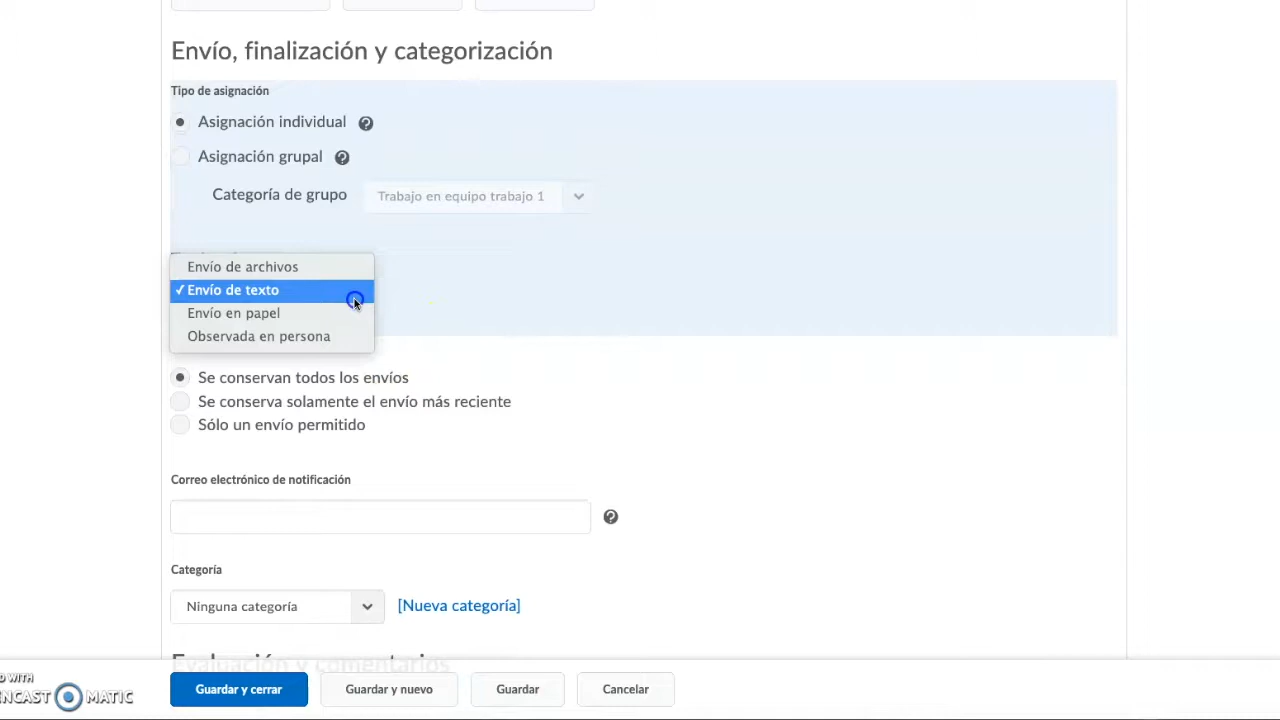 Envío, finalización y categorización
Tipo de asignación
Asignación individual
Asignación grupal
Categoría de grupo
Trabajo en equipo trabajo 1
Envío de archivos
✓ Envío de texto
Envío en papel
Observada en persona
Se conservan todos los envíos
Se conserva solamente el envío más reciente
Sólo un envío permitido
Correo electrónico de notificación
Categoría
Ninguna categoría
[Nueva categoría]
Evaluación y comentarios
Guardar y cerrar
Guardar y nuevo
Guardar
Cancelar